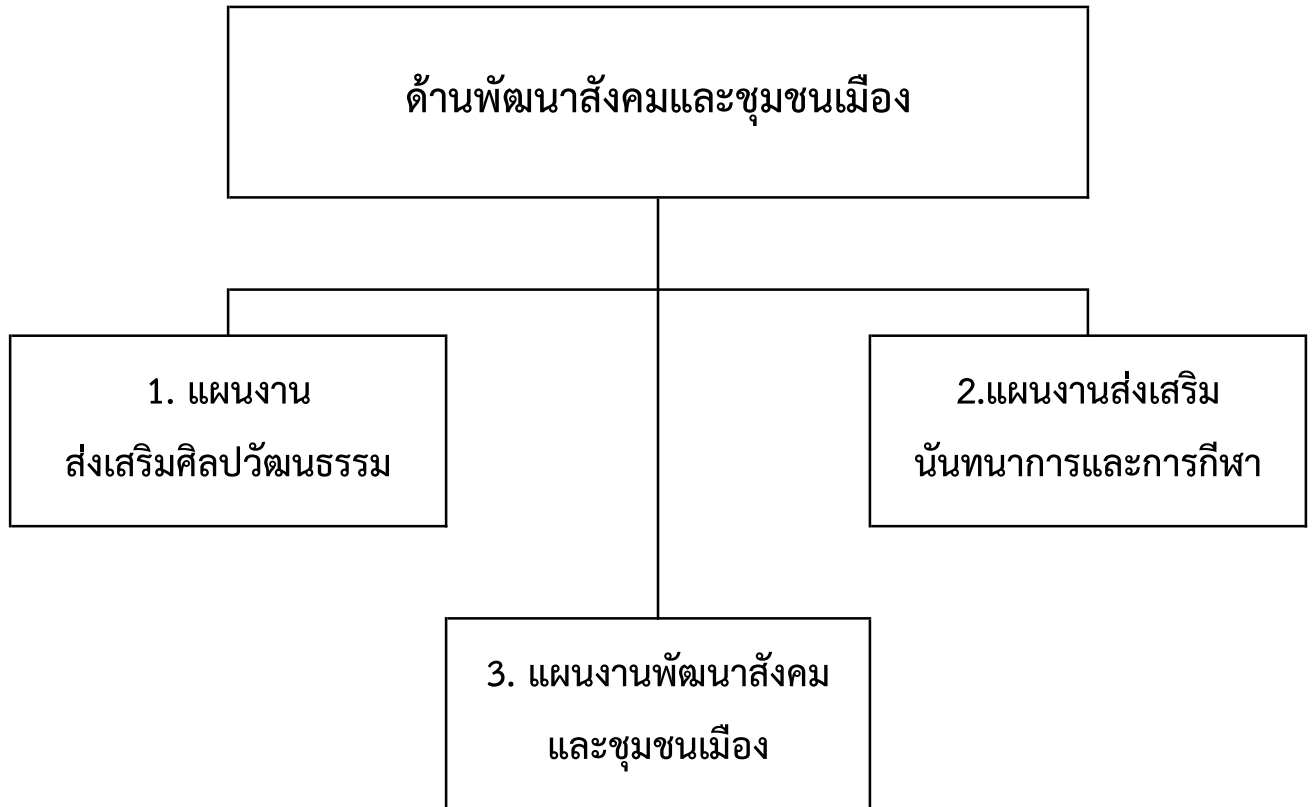 ด้านพัฒนาสังคมและชุมชนเมือง
1. แผนงาน
ส่งเสริมศิลปวัฒนธรรม
2.แผนงานส่งเสริม
นันทนาการและการกีฬา
3. แผนงานพัฒนาสังคม
และชุมชนเมือง